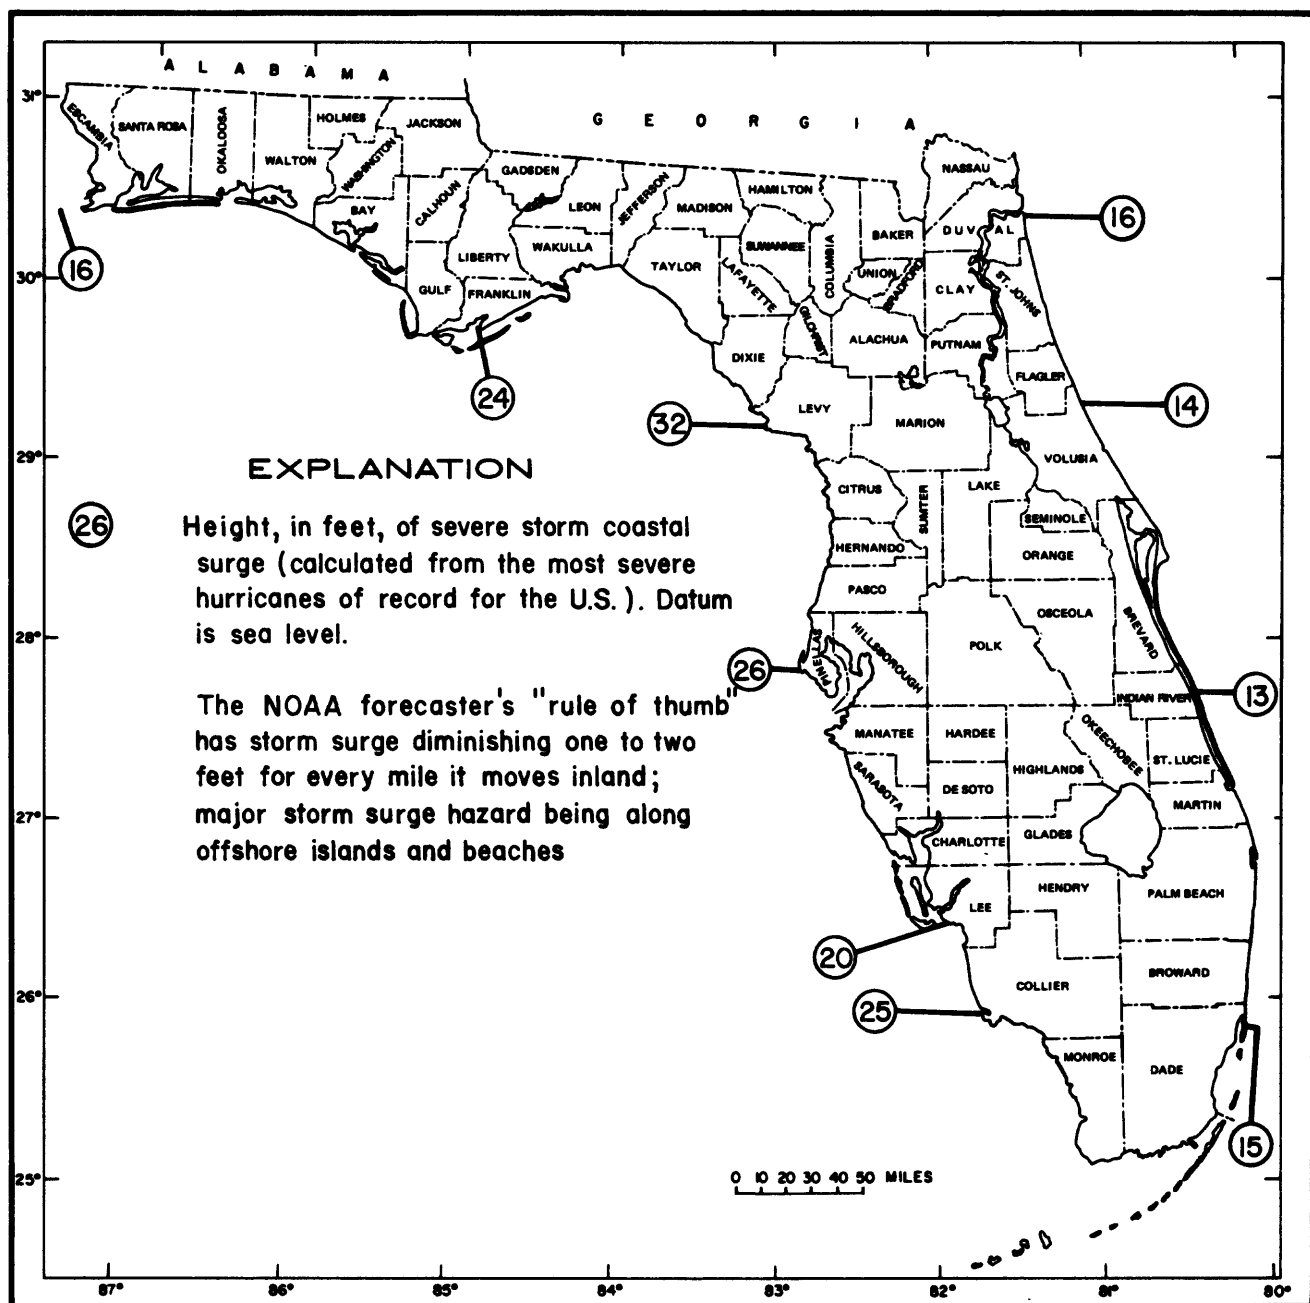 A L A B A M A
G E O R G I A
31°
ESCAMBIA
SANTA ROSA
OKALOOSA
WALTON
HOLMES
JACKSON
WASHINGTON
BAY
CALHOUN
GADSDEN
LEON
JEFFERSON
MADISON
HAMILTON
NASSAU
16
DUVAL
BAKER
COLUMBIA
SUWANNEE
WAKULLA
LIBERTY
TAYLOR
LAFAYETTE
UNION
BRADFORD
CLAY
ST. JOHNS
16
30°
GULF
FRANKLIN
GILCHRIST
ALACHUA
PUTNAM
DIXIE
FLAGLER
24
32
LEVY
MARION
14
29°
VOLUSIA
EXPLANATION
CITRUS
SUMTER
LAKE
SEMINOLE
26
Height, in feet, of severe storm coastal
surge (calculated from the most severe
hurricanes of record for the U.S. ). Datum
is sea level.
HERNANDO
ORANGE
PASCO
OSCEOLA
BREVARD
28°
PINELLAS
HILLSBOROUGH
POLK
26
The NOAA forecaster's "rule of thumb"
has storm surge diminishing one to two
feet for every mile it moves inland;
major storm surge hazard being along
offshore islands and beaches
INDIAN RIVER
13
MANATEE
HARDEE
OKEECHOBEE
ST. LUCIE
SARASOTA
DE SOTO
HIGHLANDS
MARTIN
27°
CHARLOTTE
GLADES
LEE
HENDRY
PALM BEACH
20
BROWARD
26°
COLLIER
25
MONROE
DADE
15
25°
0 10 20 30 40 50 MILES
87° 86° 85° 84° 83° 82° 81° 80°